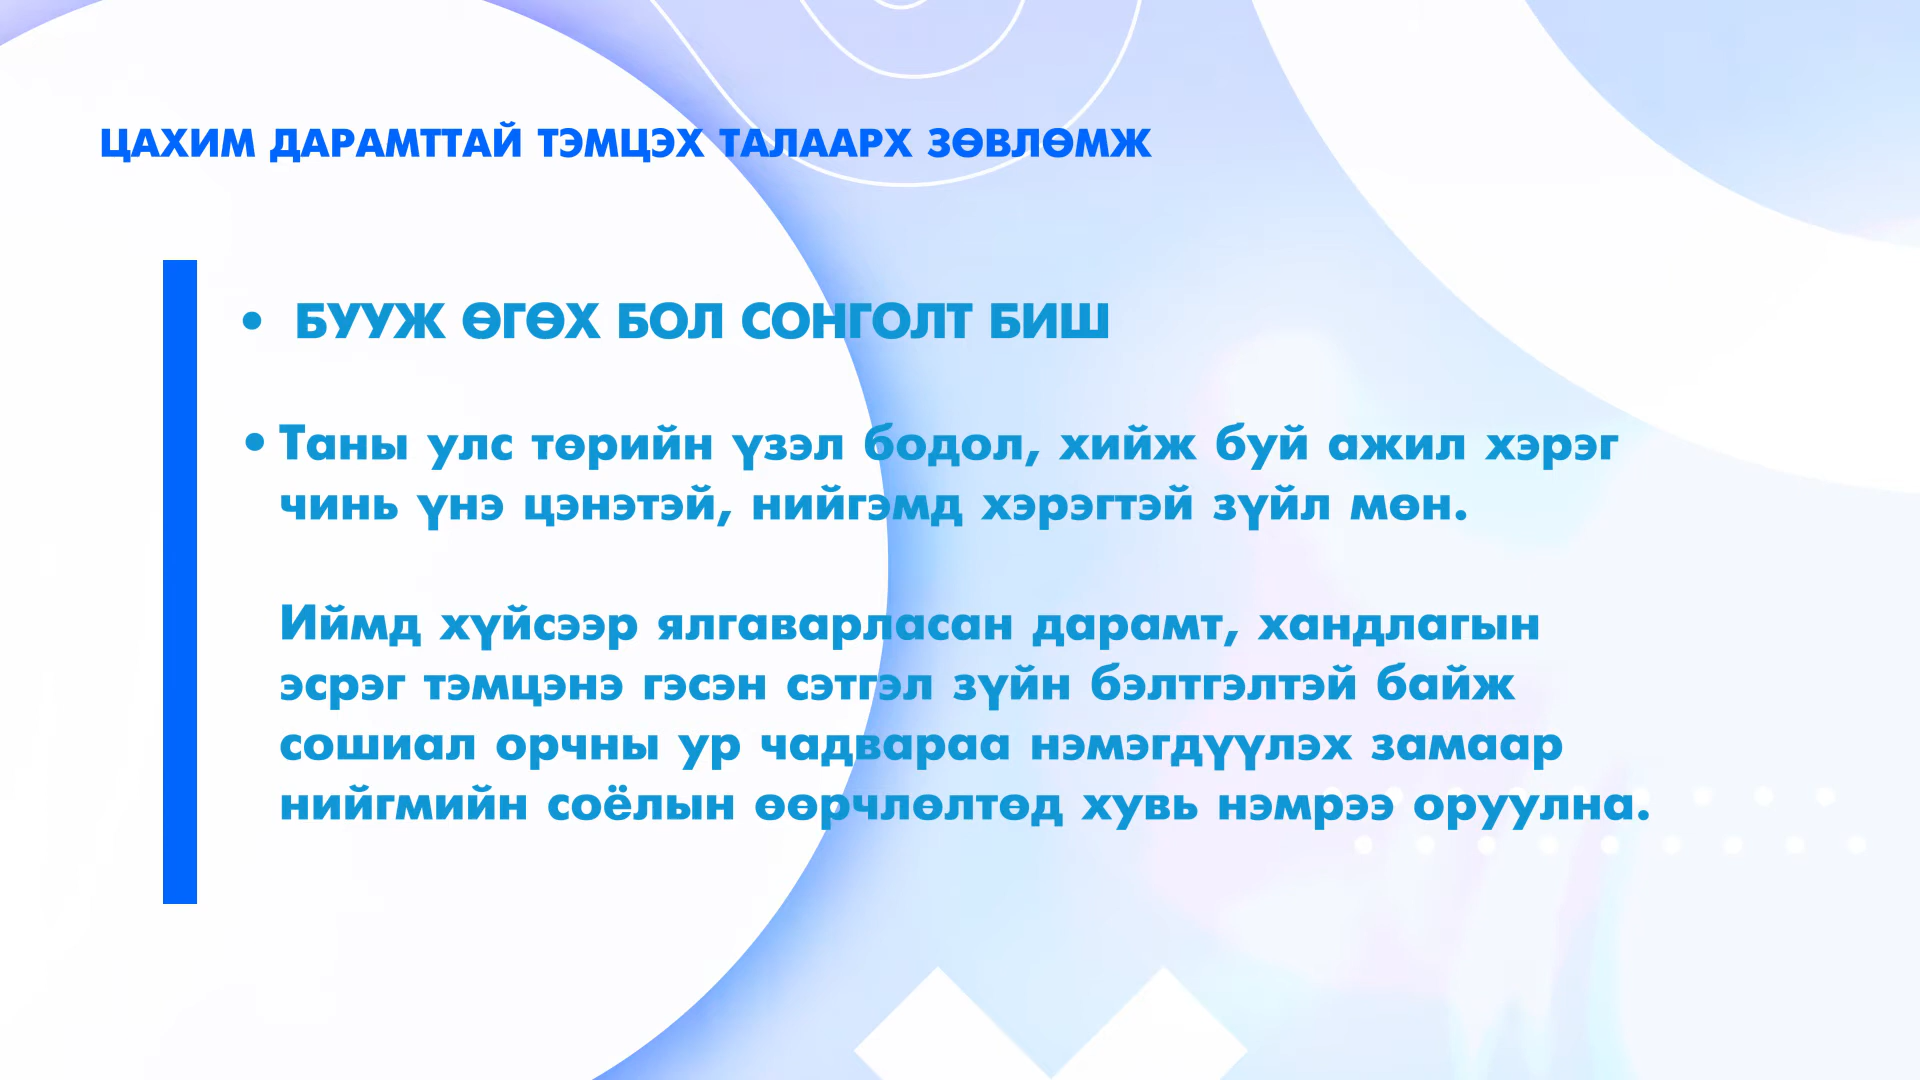 ЦАХИМ ДАРАМТТАЙ ТЭМЦЭХ ТАЛААРХ ЗӨВЛӨМЖ
• БУУЖ ӨГӨХ БОЛ СОНГОЛТ БИШ
• Таны улс төрийн үзэл бодол, хийж буй ажил хэрэг
чинь үнэ цэнэтэй, нийгэмд хэрэгтэй зүйл мөн.
Иймд хүйсээр ялгаварласан дарамт, хандлагын
эсрэг тэмцэнэ гэсэн сэтгэл зүйн бэлтгэлтэй байж
сошиал орчны ур чадвараа нэмэгдүүлэх замаар
нийгмийн соёлын өөрчлөлтөд хувь нэмрээ оруулна.